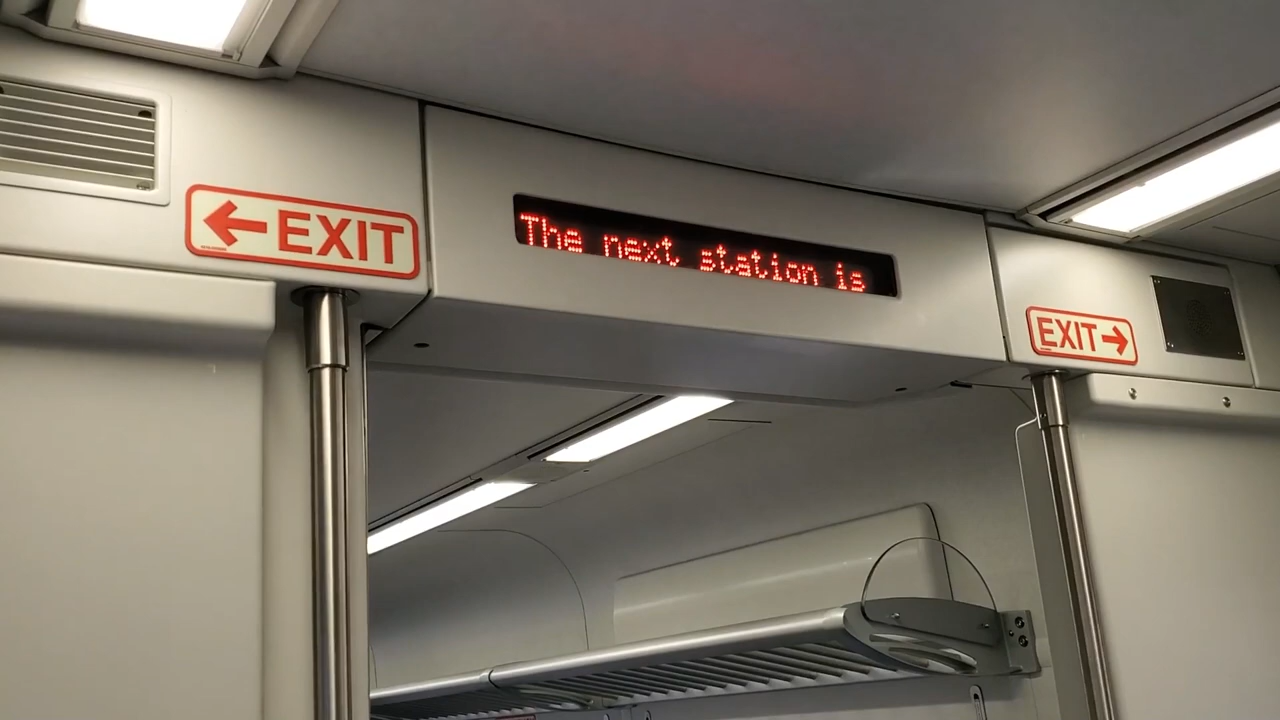 ←EXIT
The next station is
EXIT→